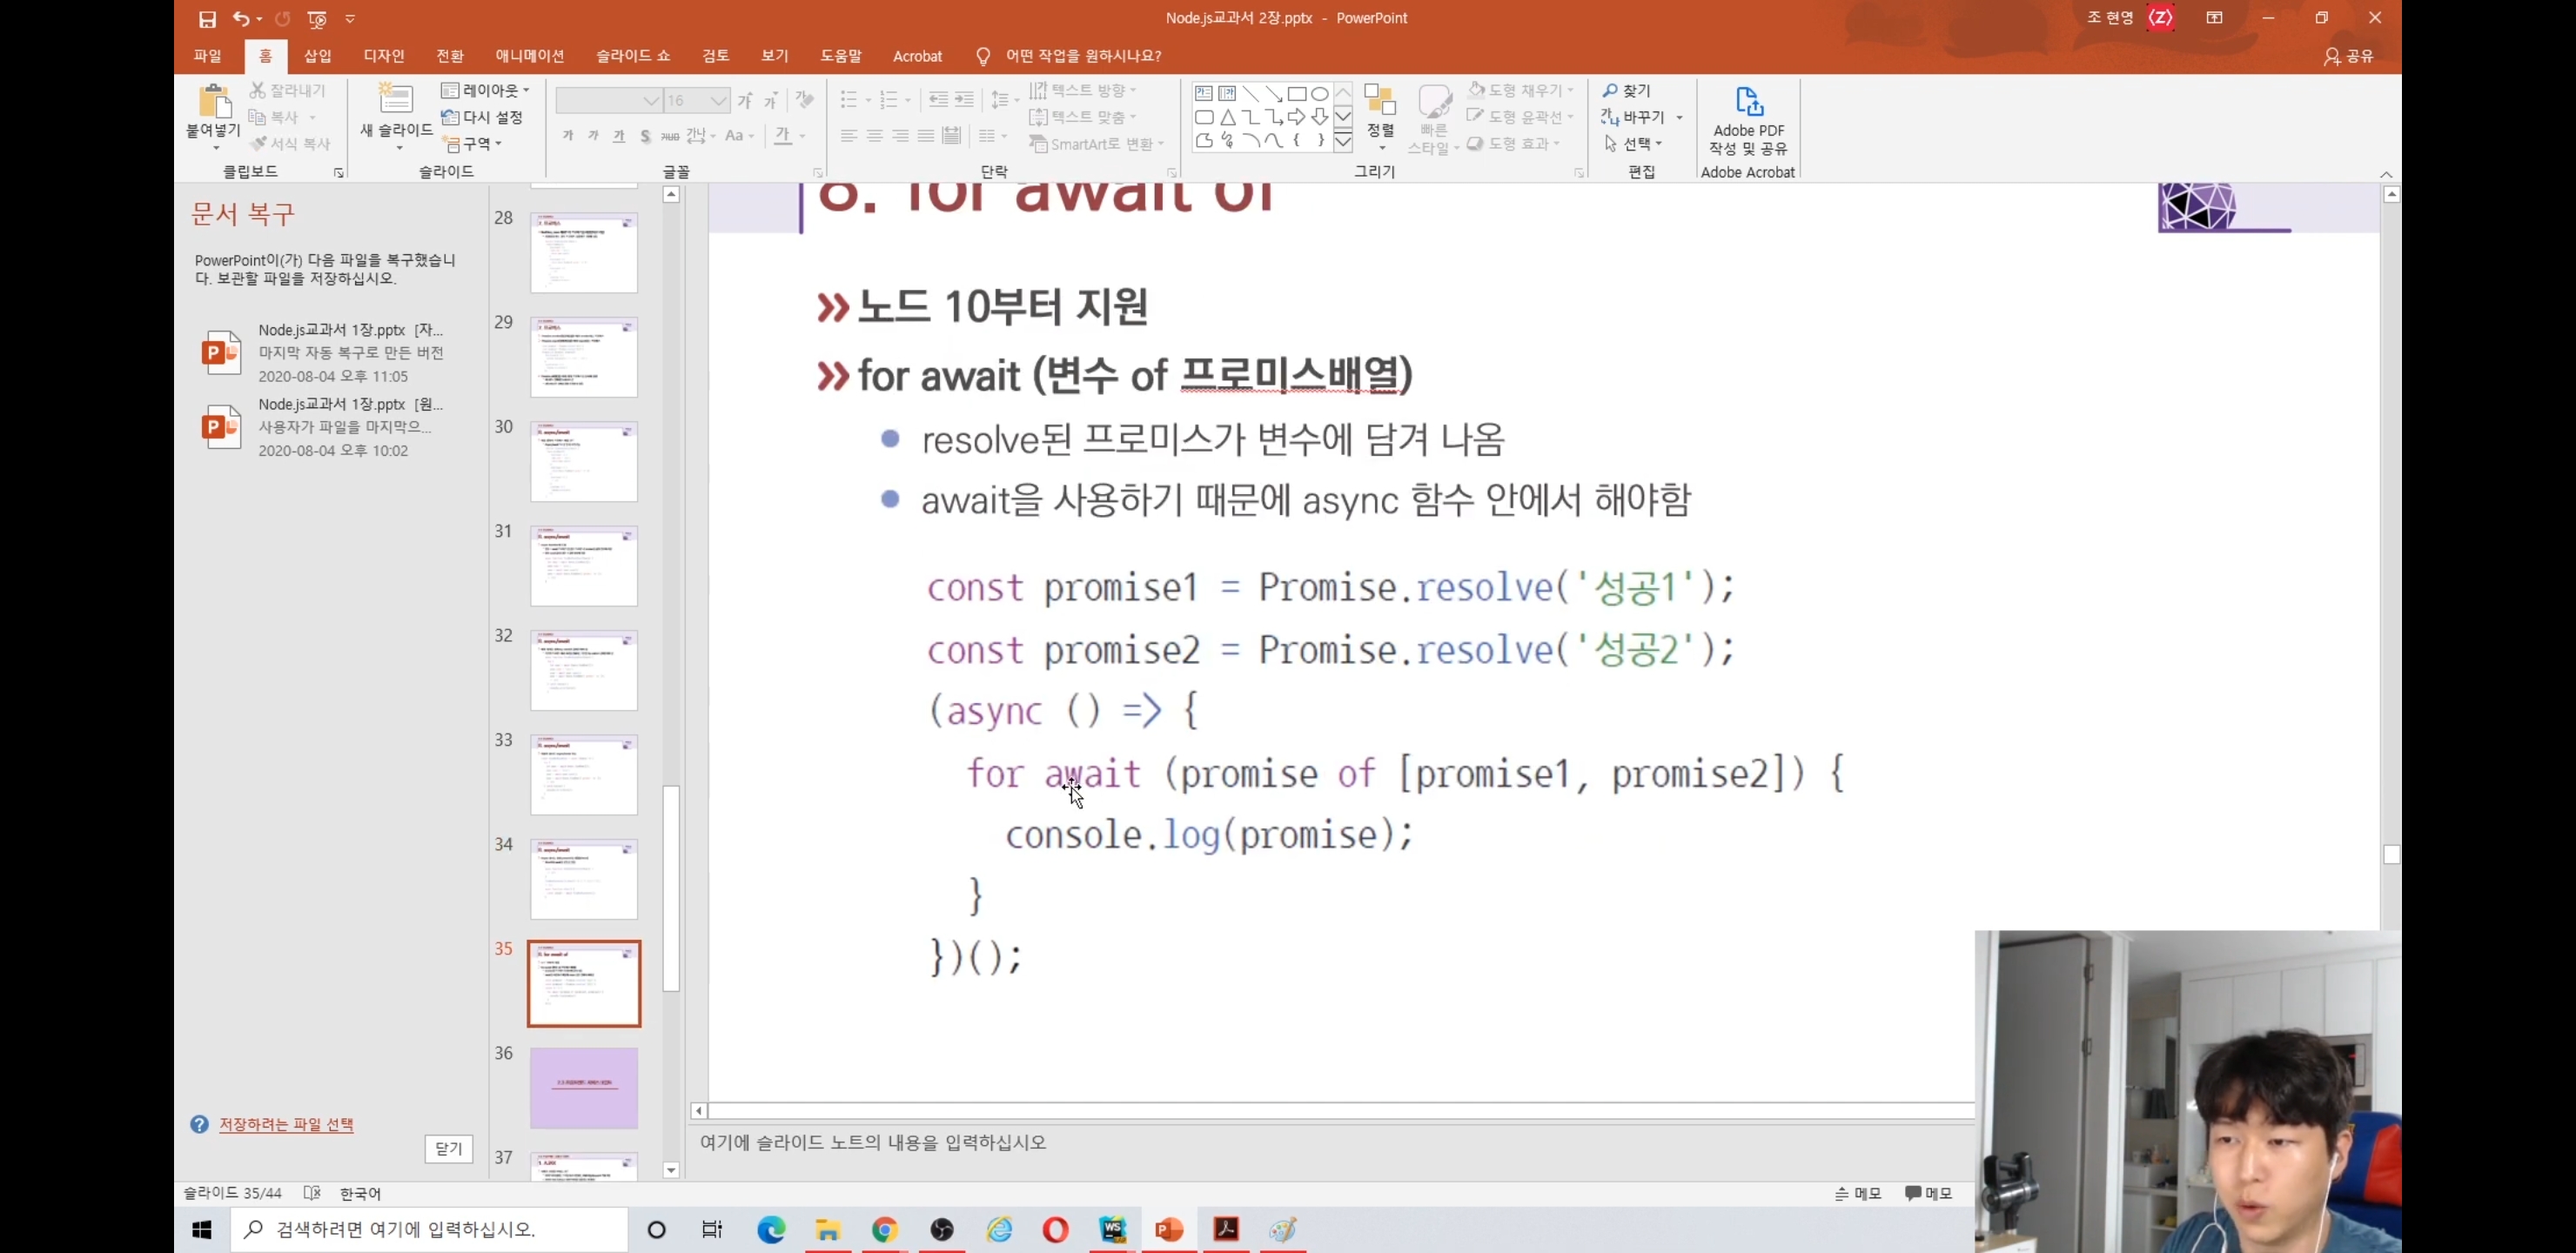 Node.js교과서 2장.pptx - PowerPoint
조 현영
파일 홈 삽입 디자인 전환 애니메이션 슬라이드 쇼 검토 보기 도움말 Acrobat 어떤 작업을 원하시나요? 공유
붙여넣기
잘라내기
복사
서식 복사
클립보드
새 슬라이드
레이아웃
다시 설정
구역
슬라이드
16
글꼴
텍스트 방향
텍스트 맞춤
SmartArt로 변환
단락
정렬
빠른 스타일
도형 채우기
도형 윤곽선
도형 효과
그리기
찾기
바꾸기
선택
편집
Adobe PDF
작성 및 공유
Adobe Acrobat
문서 복구
PowerPoint이(가) 다음 파일을 복구했습니
다. 보관할 파일을 저장하십시오.
Node.js교과서 1장.pptx [자...
마지막 자동 복구로 만든 버전
2020-08-04 오후 11:05
Node.js교과서 1장.pptx [원...
사용자가 파일을 마지막으...
2020-08-04 오후 10:02
저장하려는 파일 선택
닫기
28
29
30
31
32
33
34
35
36
37
8. for await of
노드 10부터 지원
for await (변수 of 프로미스배열)
resolve된 프로미스가 변수에 담겨 나옴
await을 사용하기 때문에 async 함수 안에서 해야함
const promise1 = Promise.resolve('성공1');
const promise2 = Promise.resolve('성공2');
(async () => {
for await (promise of [promise1, promise2]) {
console.log(promise);
}
})();
여기에 슬라이드 노트의 내용을 입력하십시오
슬라이드 35/44 한국어 메모 메모
검색하려면 여기에 입력하십시오.